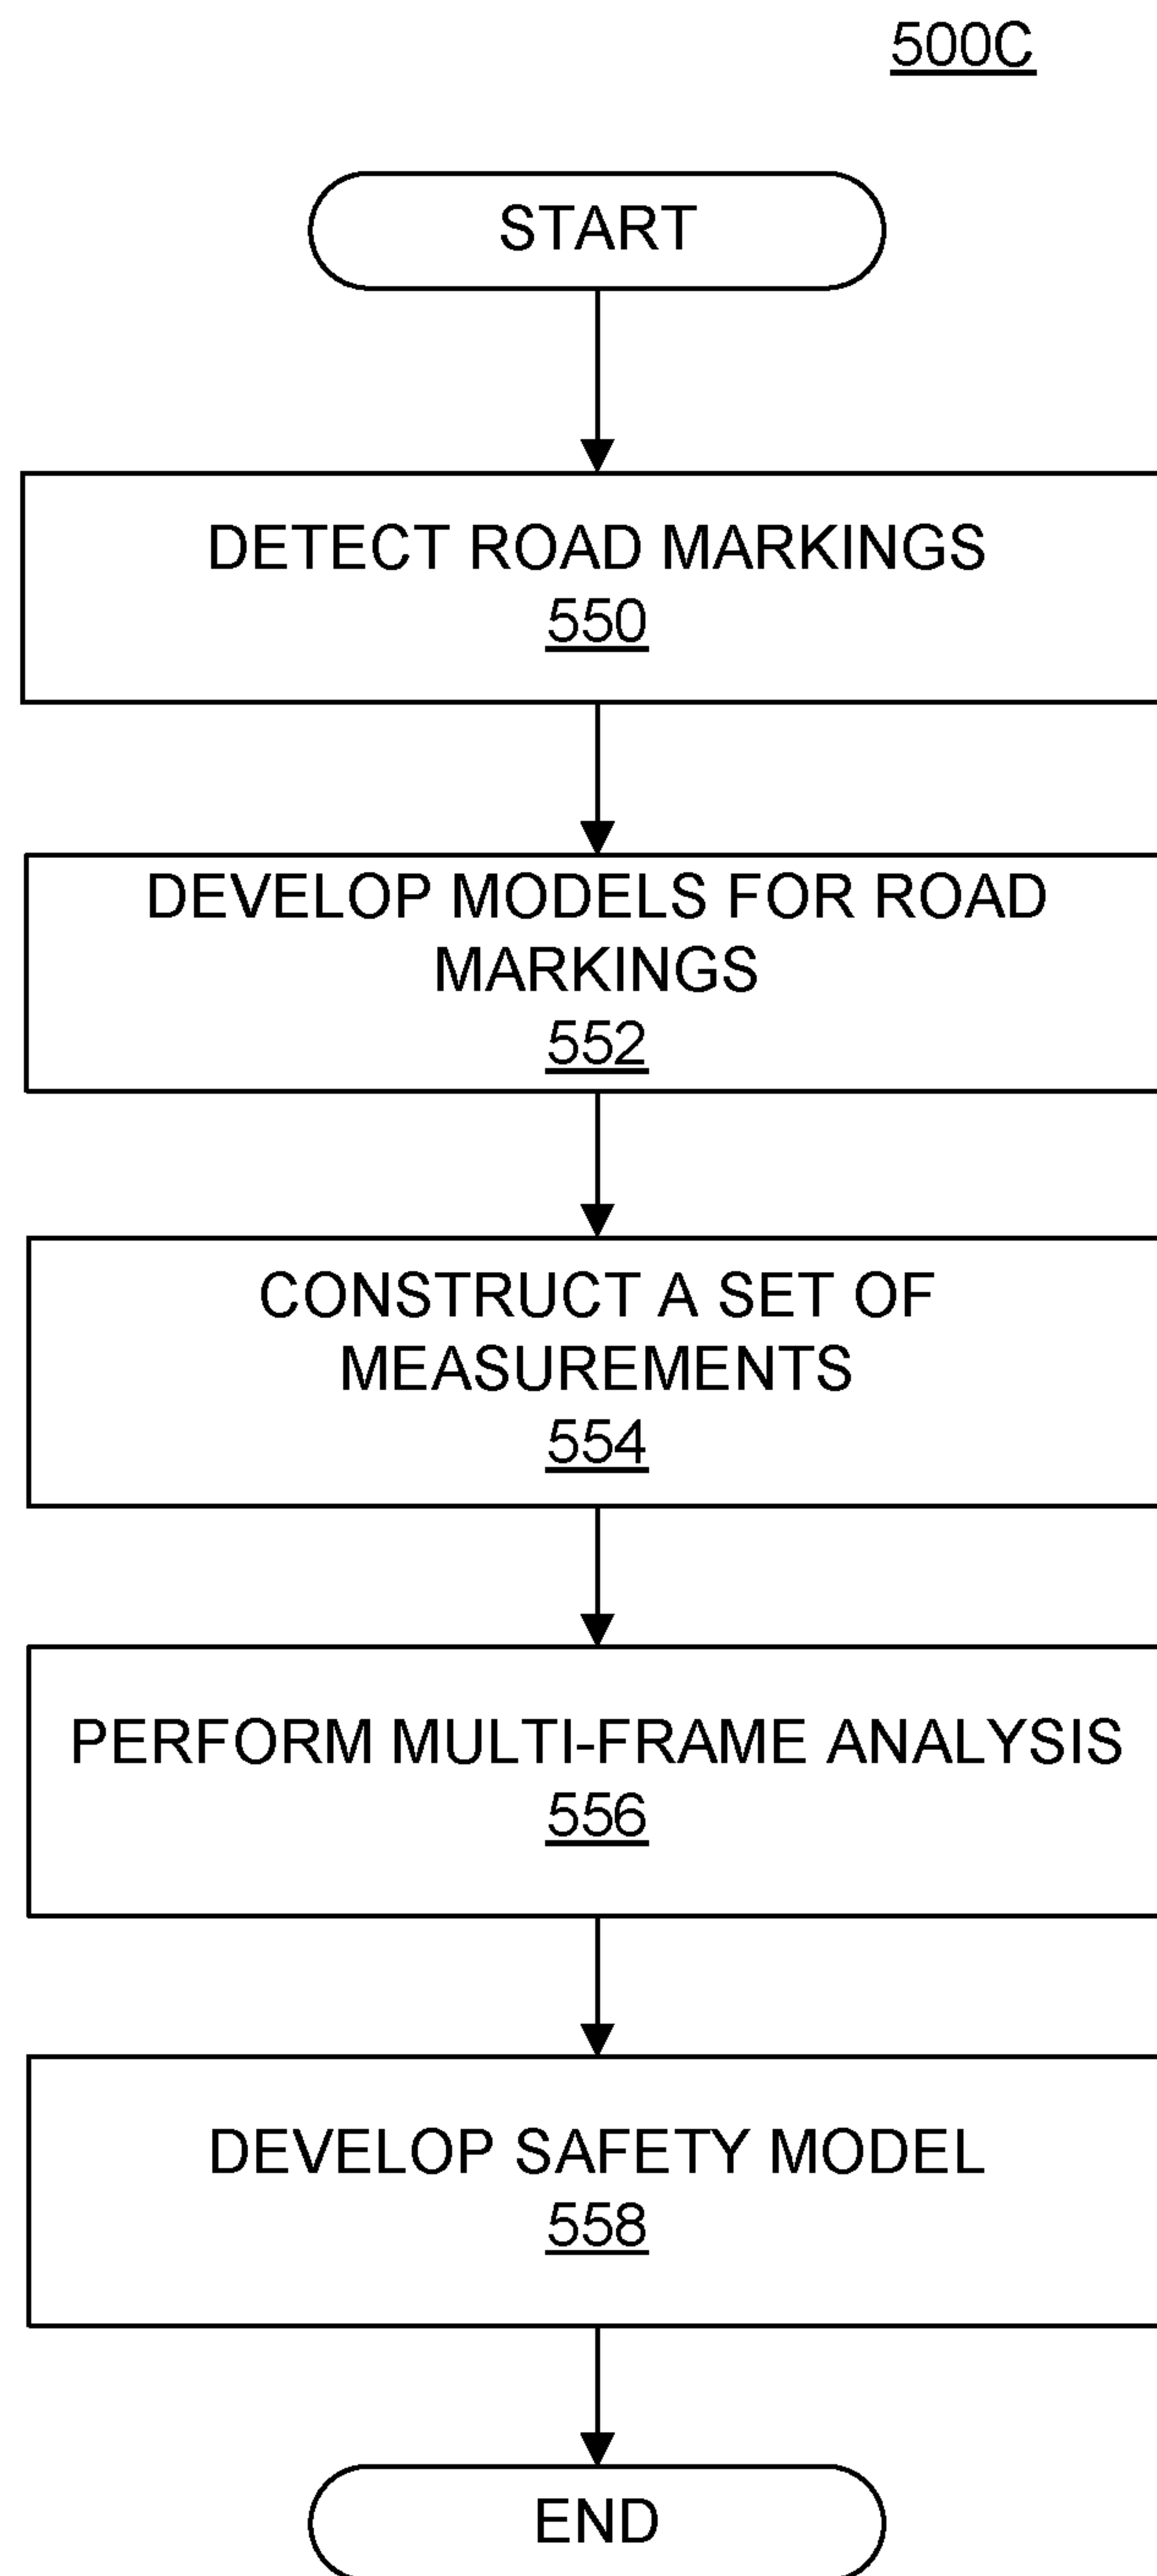 500C
START
DETECT ROAD MARKINGS
550
DEVELOP MODELS FOR ROAD
MARKINGS
552
CONSTRUCT A SET OF
MEASUREMENTS
554
PERFORM MULTI-FRAME ANALYSIS
556
DEVELOP SAFETY MODEL
558
END